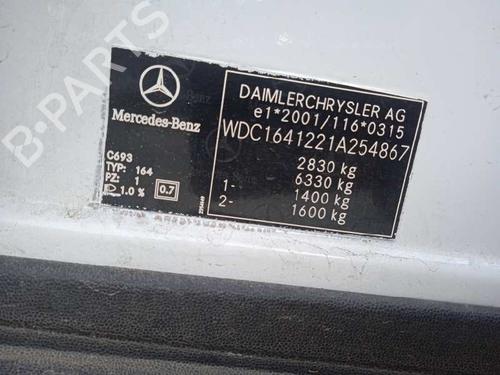 B-PARTS
Mercedes-Benz
C693
TYP: 164
PZ: 1
1.0 %
0.7
DAIMLERCHRYSLER AG
e1*2001/116*0315
WDC1641221A254867
2830 kg
1- 6330 kg
2- 1400 kg
1600 kg